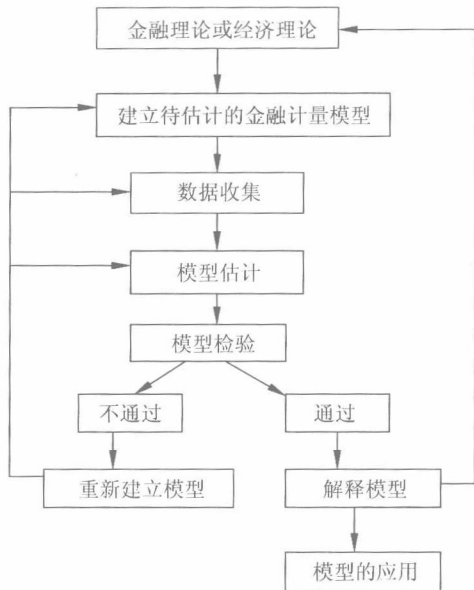 金融理论或经济理论
建立待估计的金融计量模型
数据收集
模型估计
模型检验
不通过
通过
重新建立模型
解释模型
模型的应用